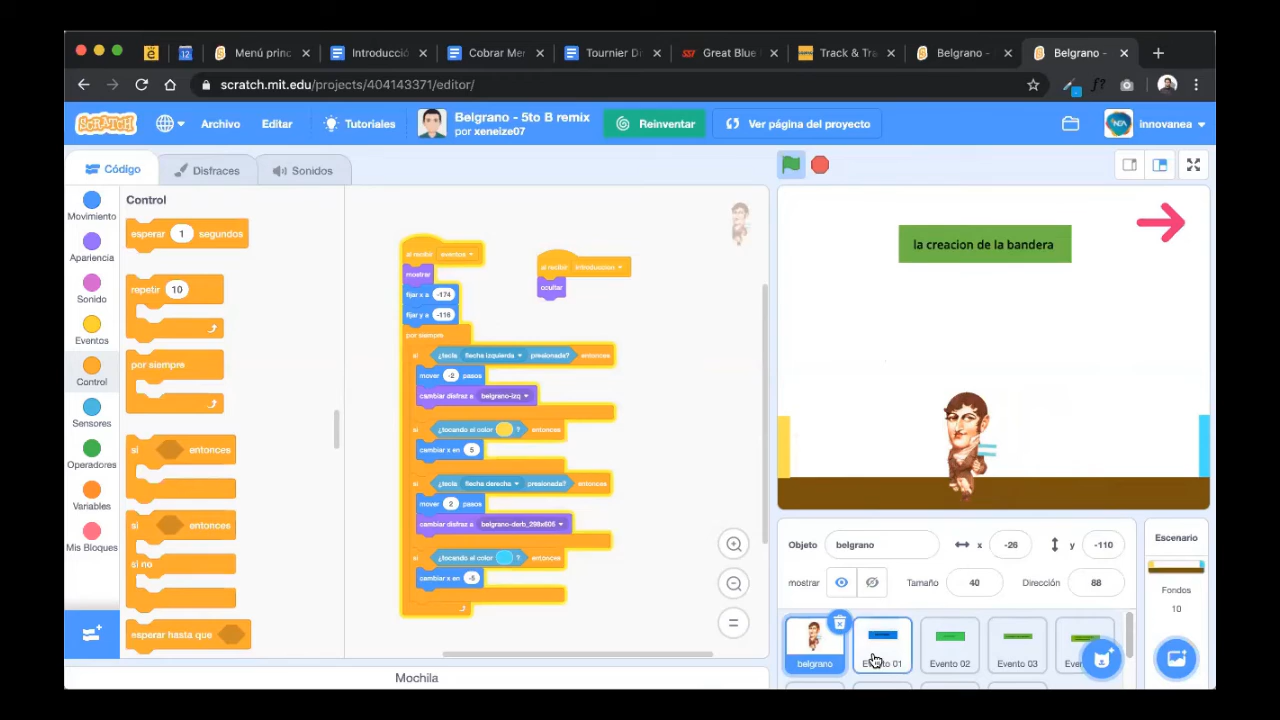 Menú princ
Introducció
Cobrar Mer
Tournier D
Great Blue
Track & Tra
Belgrano -
Belgrano -
scratch.mit.edu/projects/404143371/editor/
SCRATCH
Archivo
Editar
Tutoriales
Belgrano - 5to B remix
por xeneize07
Reinventar
Ver página del proyecto
innovanea
Código
Disfraces
Sonidos
Movimiento
Apariencia
Sonido
Eventos
Control
Sensores
Operadores
Variables
Mis Bloques
Control
esperar 1 segundos
repetir 10
por siempre
si entonces
si entonces
si no
esperar hasta que
al recibir eventos
mostrar
fijar x a -174
fijar y a -116
por siempre
si ¿tecla flecha izquierda presionada? entonces
mover -2 pasos
cambiar disfraz a belgrano-izq
si ¿tocando el color ? entonces
cambiar x en 5
si ¿tecla flecha derecha presionada? entonces
mover 2 pasos
cambiar disfraz a belgrano-derb_298x606
si ¿tocando el color ? entonces
cambiar x en -5
al recibir introduccion
ocultar
la creacion de la bandera
Objeto belgrano x -26 y -110
mostrar Tamaño 40 Dirección 88
Escenario
Fondos
10
belgrano
Evento 01
Evento 02
Evento 03
Mochila